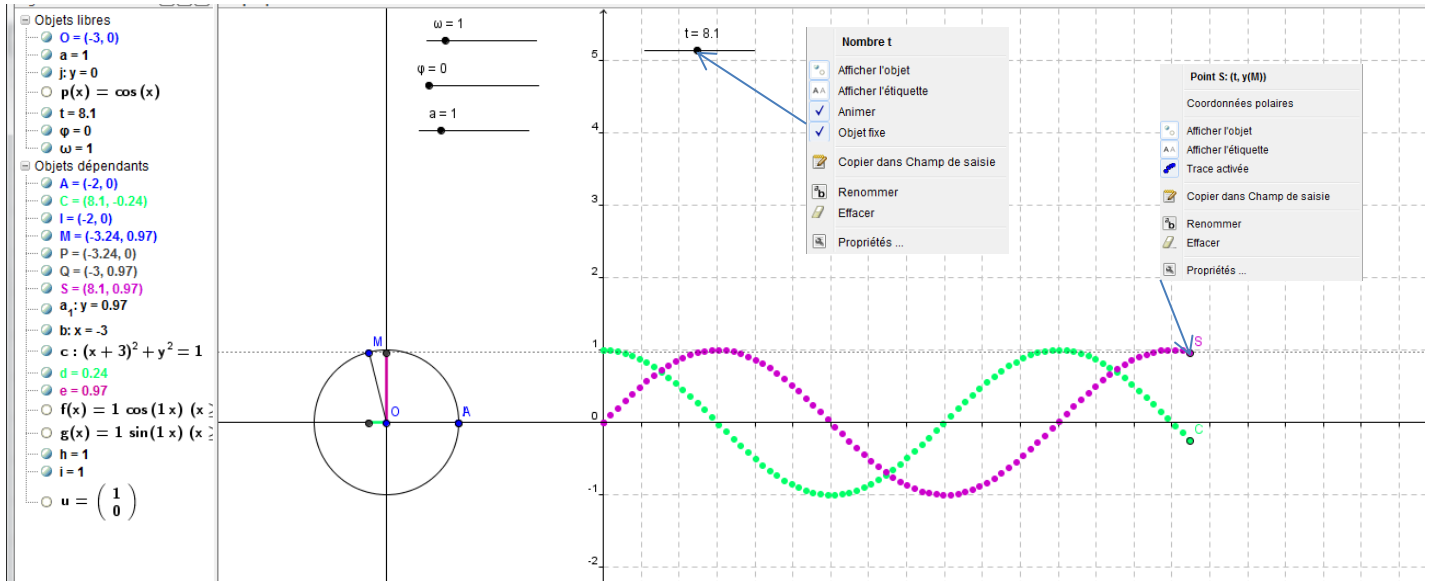 Objets libres
O = (-3, 0)
a = 1
j: y = 0
p(x) = cos (x)
t = 8.1
φ = 0
ω = 1
Objets dépendants
A = (-2, 0)
C = (8.1, -0.24)
I = (-2, 0)
M = (-3.24, 0.97)
P = (-3.24, 0)
Q = (-3, 0.97)
S = (8.1, 0.97)
a₁: y = 0.97
b: x = -3
c : (x + 3)² + y² = 1
d = 0.24
e = 0.97
f(x) = 1 cos (1 x) (x
g(x) = 1 sin(1 x) (x
h = 1
i = 1
u = ( 1
0 )
ω = 1
φ = 0
a = 1
t = 8.1
Nombre t
Afficher l'objet
AA Afficher l'étiquette
Animer
Objet fixe
Copier dans Champ de saisie
ab Renommer
Effacer
Propriétés ...
Point S: (t, y(M))
Coordonnées polaires
Afficher l'objet
AA Afficher l'étiquette
Trace activée
Copier dans Champ de saisie
ab Renommer
Effacer
Propriétés ...
5
4
3
2
1
0
-1
-2
M
O
A
S
C